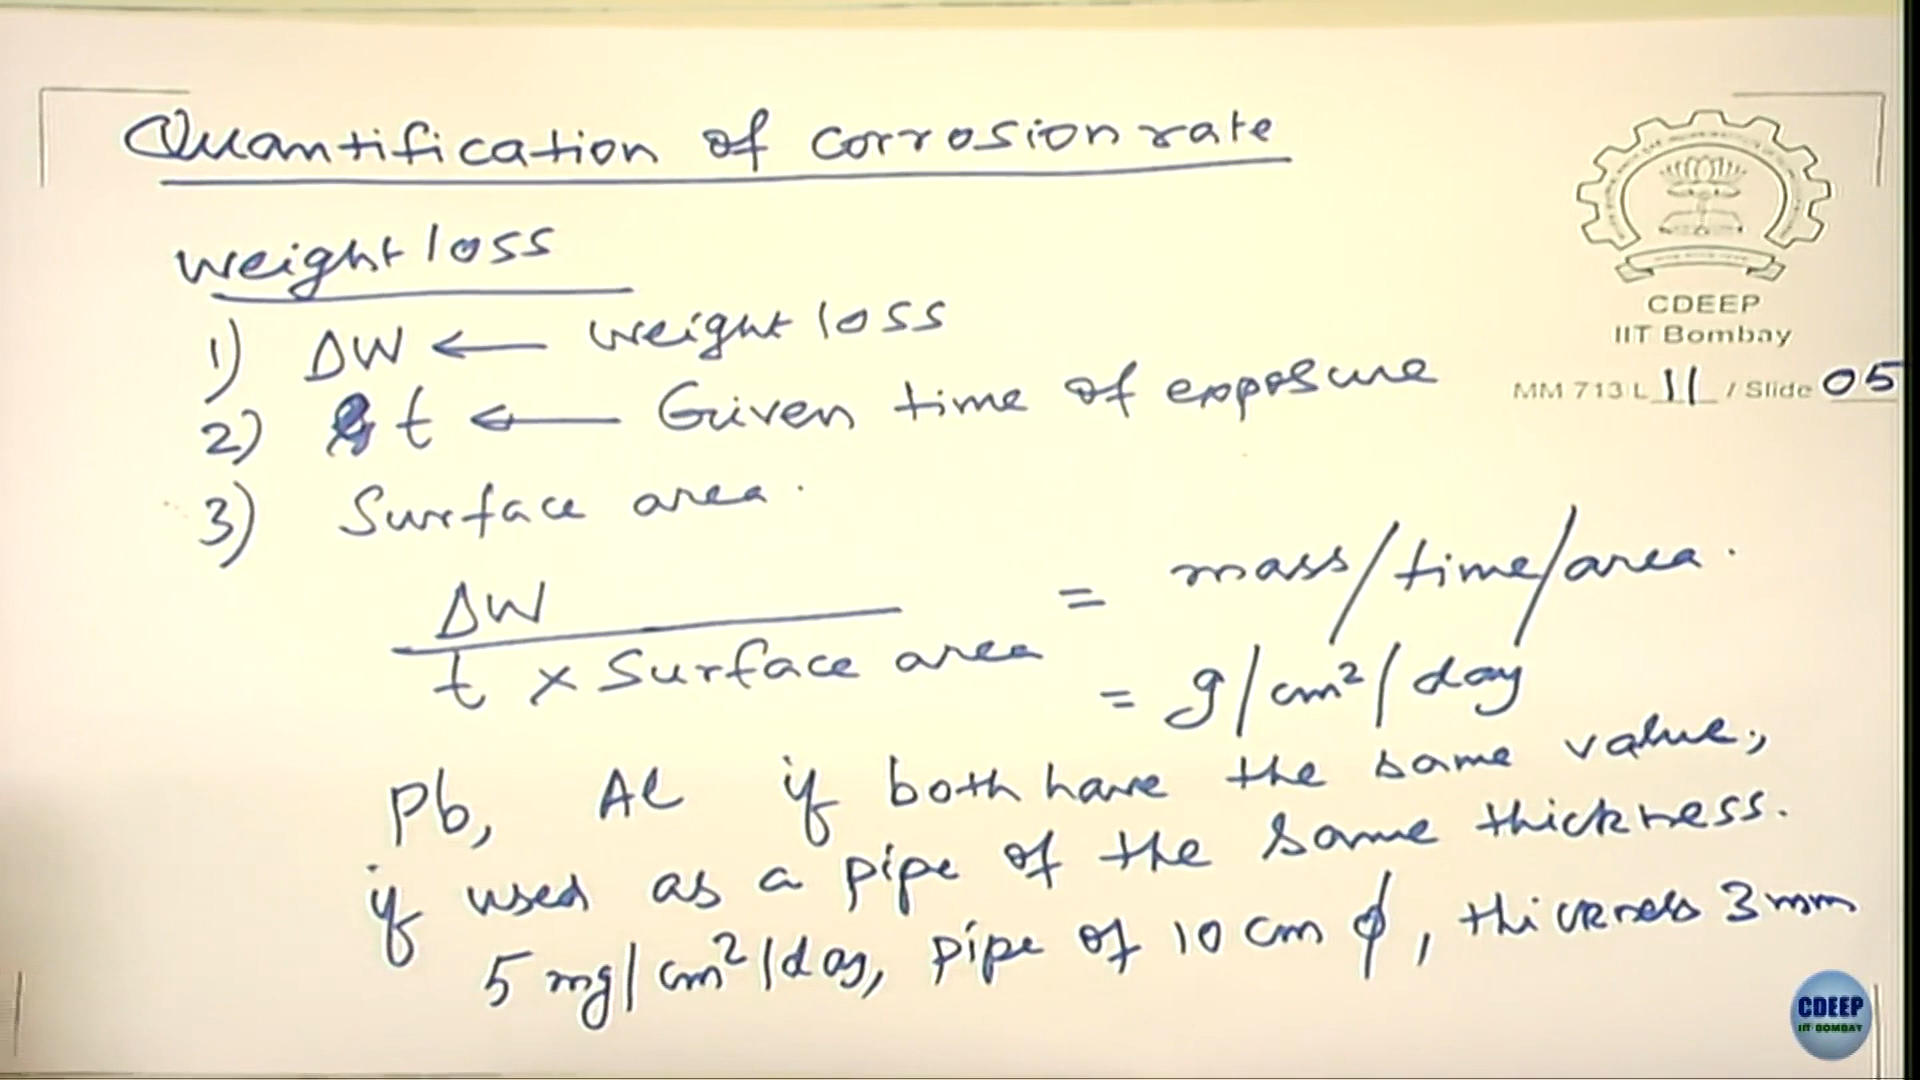 Quantification of corrosion rate
weight loss
1) ΔW ← weight loss
2) t ← Given time of exposure
3) Surface area.
ΔW / t × Surface area = mass/time/area.
= g/cm²/day
Pb, Al if both have the same value,
if used as a pipe of the same thickness.
5 mg/cm²/day, pipe of 10 cm ϕ, thickness 3 mm
CDEEP
IIT Bombay
MM 713 L 11 / Slide 05
CDEEP
IIT BOMBAY